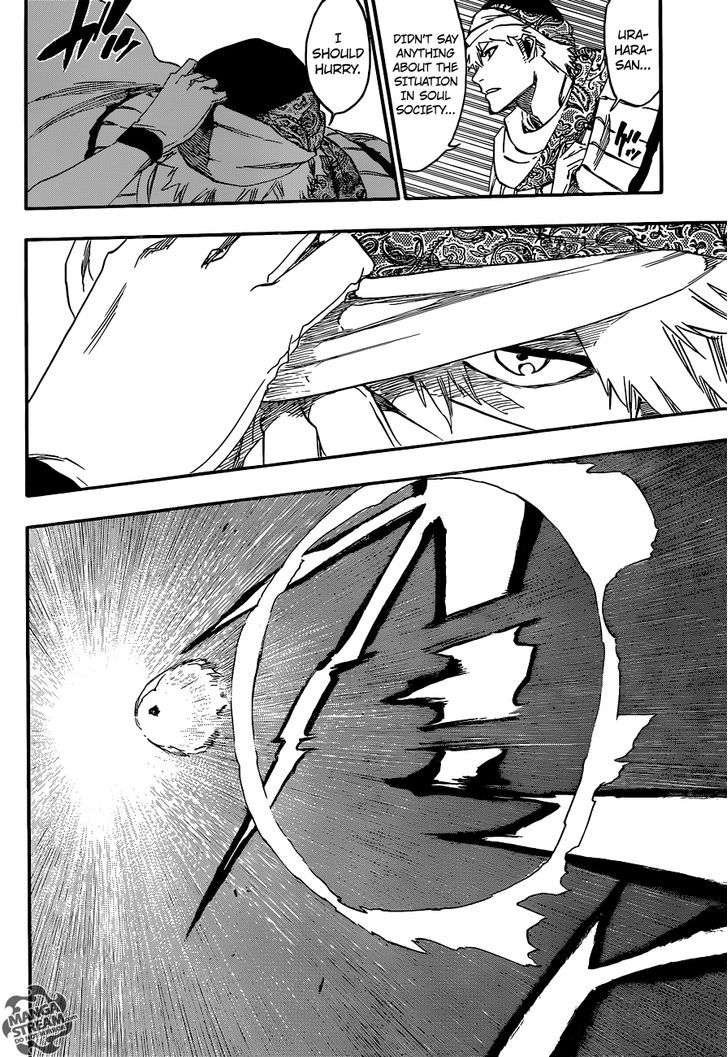 URA-
HARA-
SAN...
DIDN'T SAY
ANYTHING
ABOUT THE
SITUATION
IN SOUL
SOCIETY...
I
SHOULD
HURRY.
MANGA
STREAM